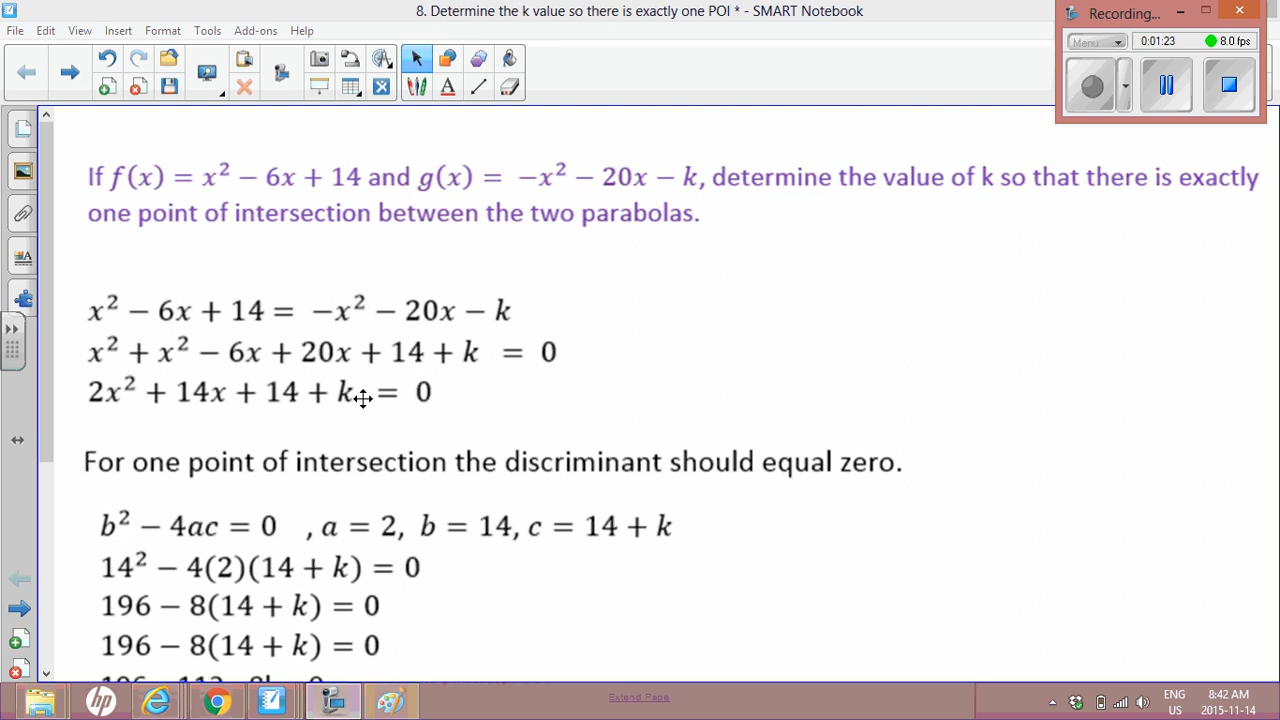 8. Determine the k value so there is exactly one POI * - SMART Notebook
Recording...
File Edit View Insert Format Tools Add-ons Help
Menu 00:01:23 8.0 fps
If f(x) = x² − 6x + 14 and g(x) = −x² − 20x − k, determine the value of k so that there is exactly
one point of intersection between the two parabolas.
x² − 6x + 14 = −x² − 20x − k
x² + x² − 6x + 20x + 14 + k = 0
2x² + 14x + 14 + k = 0
For one point of intersection the discriminant should equal zero.
b² − 4ac = 0 , a = 2, b = 14, c = 14 + k
14² − 4(2)(14 + k) = 0
196 − 8(14 + k) = 0
196 − 8(14 + k) = 0
Extend Page
ENG 8:42 AM
US 2015-11-14